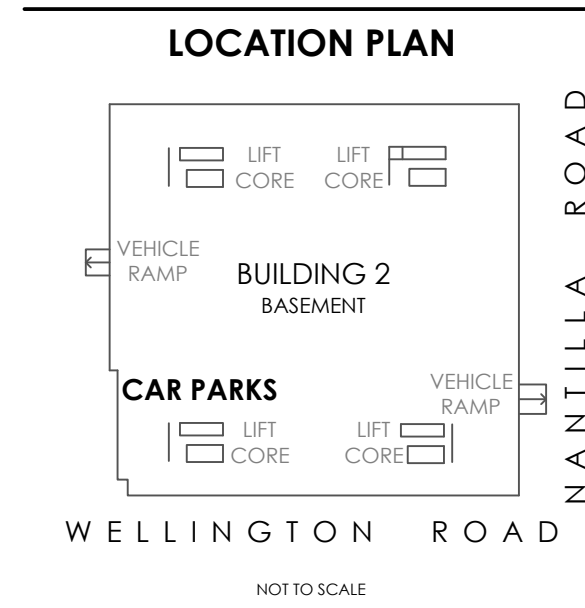 LOCATION PLAN
LIFT
CORE
LIFT
CORE
VEHICLE
RAMP
BUILDING 2
BASEMENT
CAR PARKS
VEHICLE
RAMP
LIFT
CORE
LIFT
CORE
NANTILLA ROAD
WELLINGTON ROAD
NOT TO SCALE